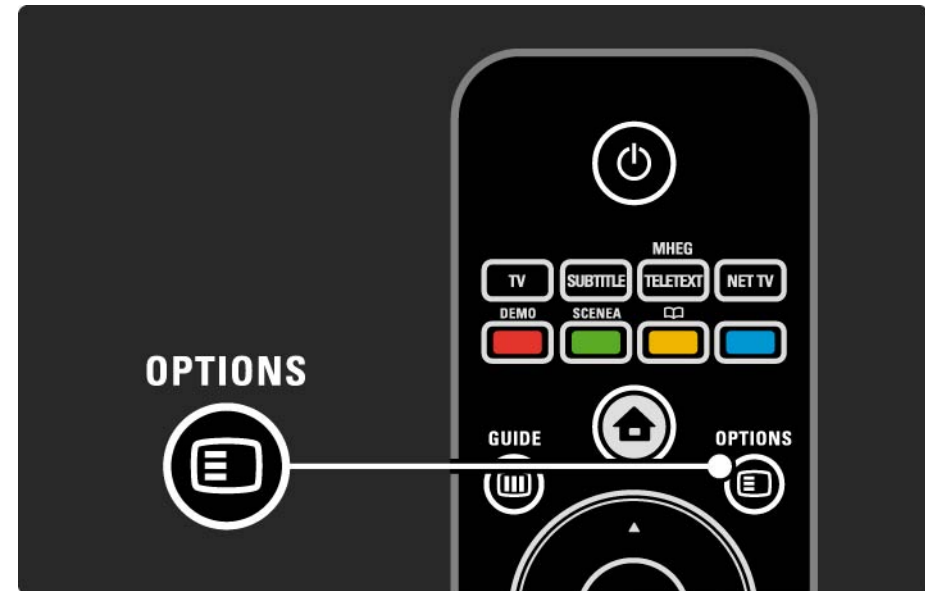 MHEG
TV SUBTITLE TELETEXT NET TV
DEMO SCENEA
OPTIONS
GUIDE OPTIONS